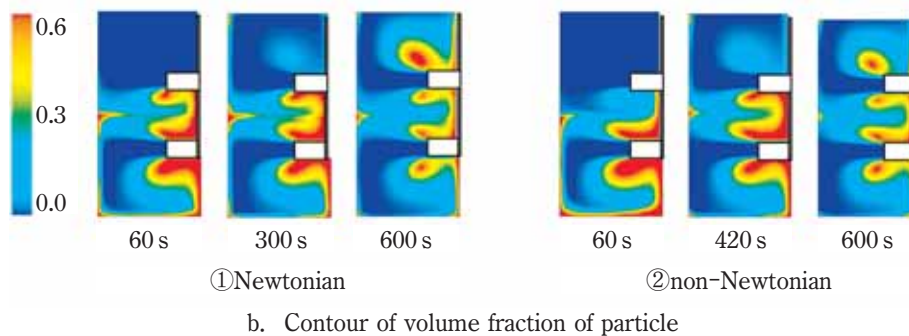 0.6
0.3
0.0
60 s 300 s 600 s 60 s 420 s 600 s
①Newtonian ②non-Newtonian
b. Contour of volume fraction of particle